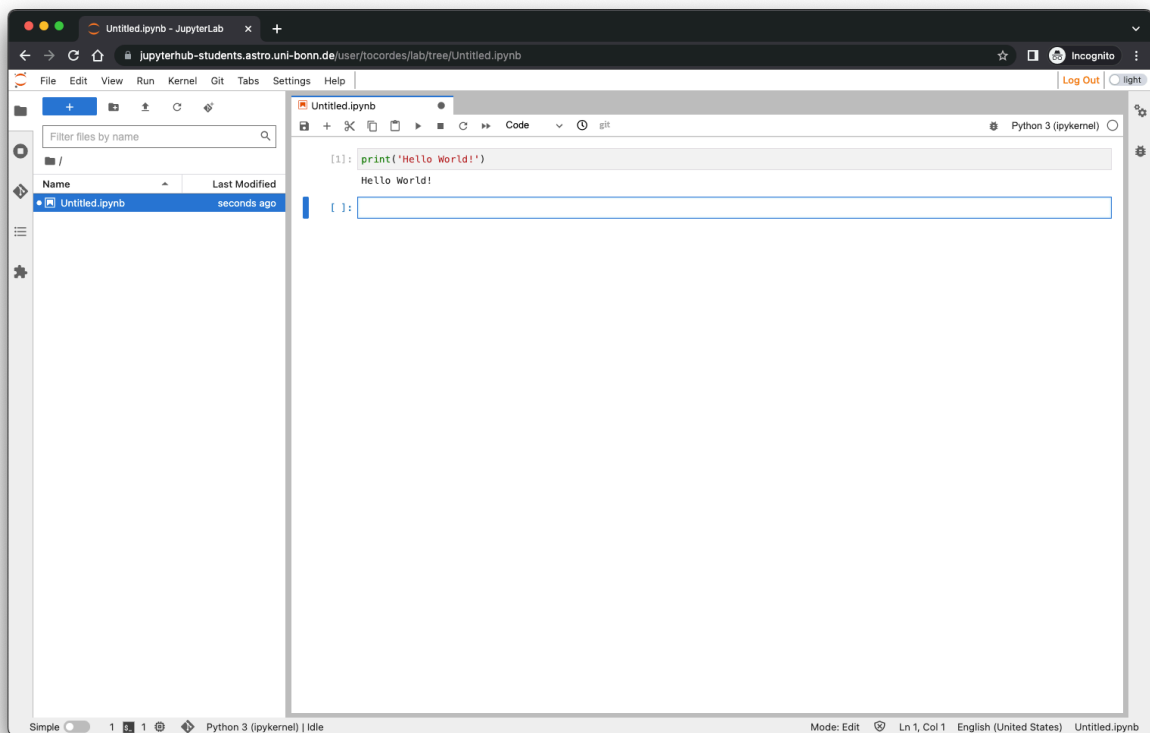 Untitled.ipynb - JupyterLab
jupyterhub-students.astro.uni-bonn.de/user/tocordes/lab/tree/Untitled.ipynb
Incognito
File Edit View Run Kernel Git Tabs Settings Help
Log Out light
Untitled.ipynb
Code git Python 3 (ipykernel)
Filter files by name
/
Name Last Modified
Untitled.ipynb seconds ago
[1]: print('Hello World!')
Hello World!
[ ]:
Simple 1 1 Python 3 (ipykernel) | Idle Mode: Edit Ln 1, Col 1 English (United States) Untitled.ipynb